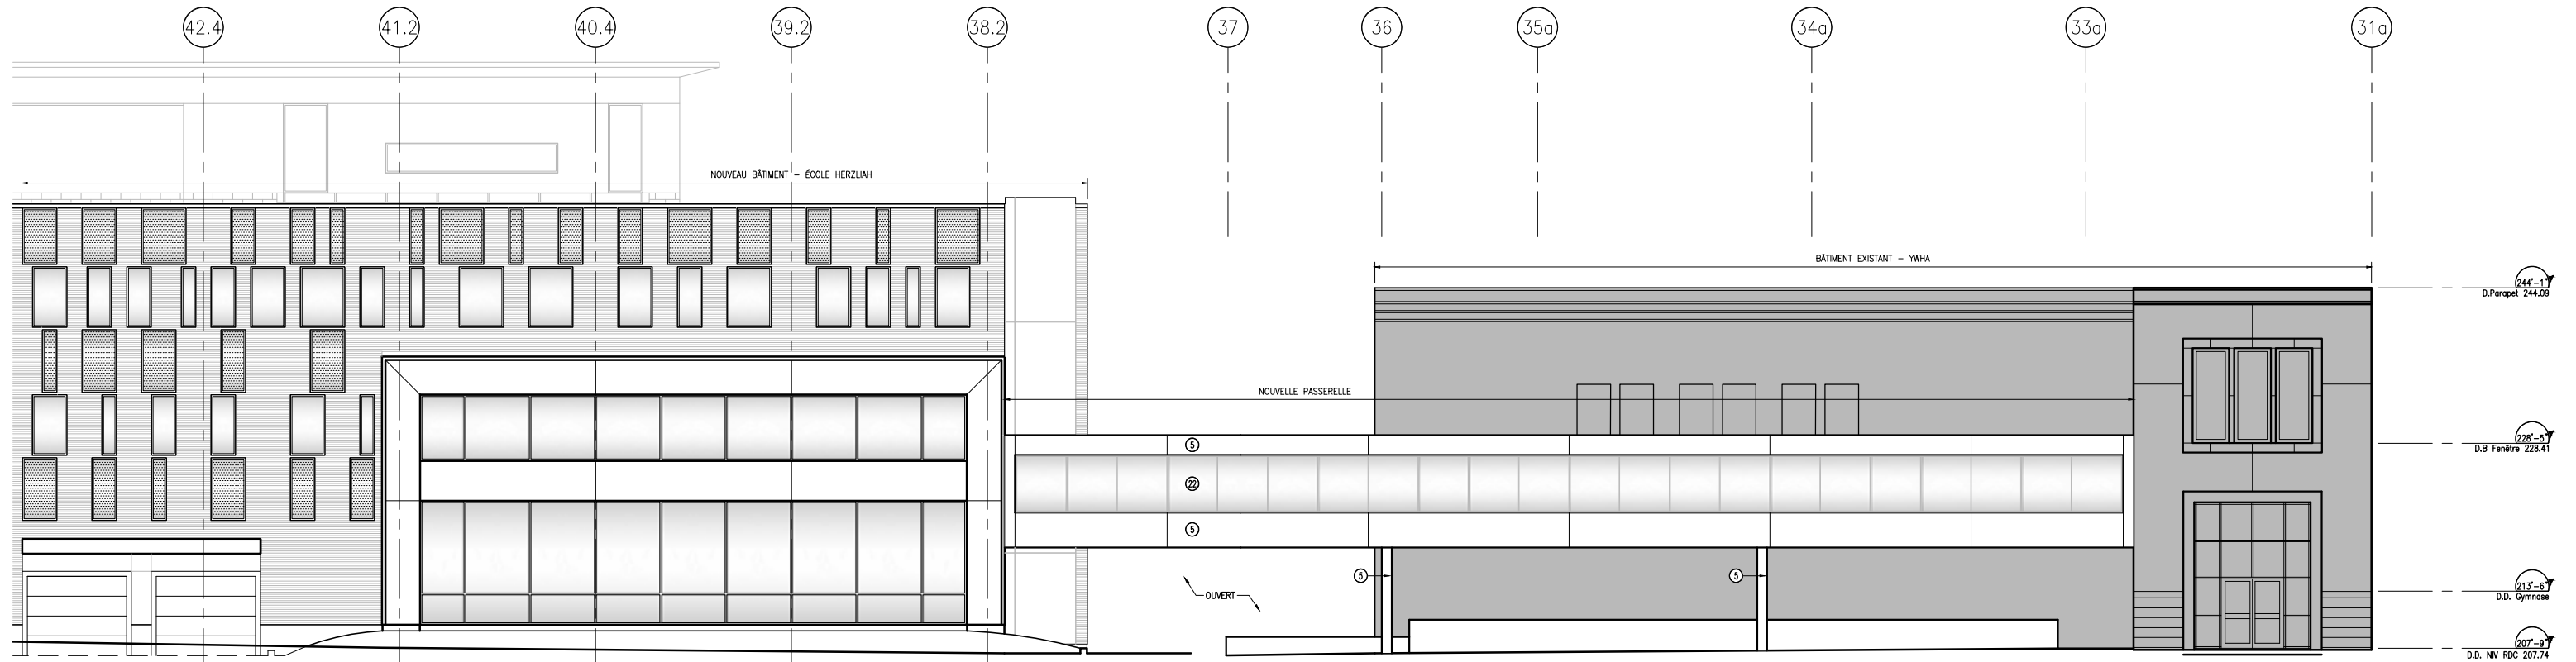 42.4 41.2 40.4 39.2 38.2 37 36 35a 34a 33a 31a
NOUVEAU BÂTIMENT - ÉCOLE HERZLIAH
BÂTIMENT EXISTANT - YWHA
244'-1"
D.Parapet 244.09
NOUVELLE PASSERELLE
5
228'-5"
D.B Fenêtre 228.41
22
5
5
5
OUVERT
213'-6"
D.D. Gymnase
207'-9"
D.D. NIV RDC 207.74